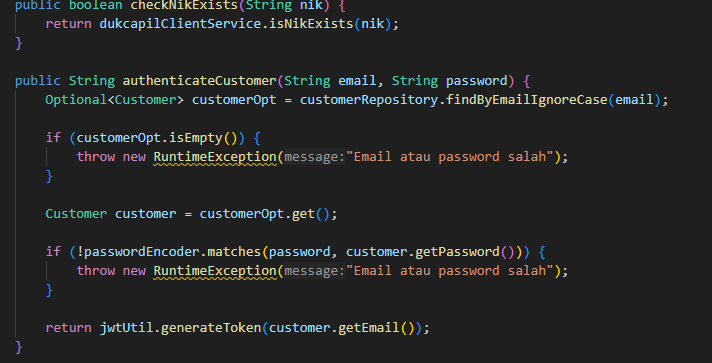 public boolean checkNikExists(String nik) {
return dukcapilClientService.isNikExists(nik);
}
public String authenticateCustomer(String email, String password) {
Optional<Customer> customerOpt = customerRepository.findByEmailIgnoreCase(email);
if (customerOpt.isEmpty()) {
throw new RuntimeException(message:"Email atau password salah");
}
Customer customer = customerOpt.get();
if (!passwordEncoder.matches(password, customer.getPassword())) {
throw new RuntimeException(message:"Email atau password salah");
}
return jwtUtil.generateToken(customer.getEmail());
}